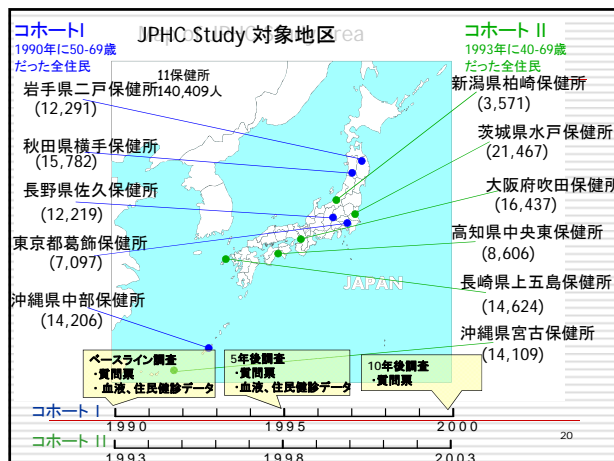 JPHC Study 対象地区
コホートI
1990年に50-69歳
だった全住民
コホート II
1993年に40-69歳
だった全住民
11保健所
140,409人
岩手県二戸保健所
(12,291)
秋田県横手保健所
(15,782)
長野県佐久保健所
(12,219)
東京都葛飾保健所
(7,097)
沖縄県中部保健所
(14,206)
新潟県柏崎保健所
(3,571)
茨城県水戸保健所
(21,467)
大阪府吹田保健所
(16,437)
高知県中央東保健所
(8,606)
長崎県上五島保健所
(14,624)
沖縄県宮古保健所
(14,109)
JAPAN
ベースライン調査
・質問票
・血液、住民健診データ
5年後調査
・質問票
・血液、住民健診データ
10年後調査
・質問票
コホート I
1990 1995 2000
20
コホート II
1993 1998 2003